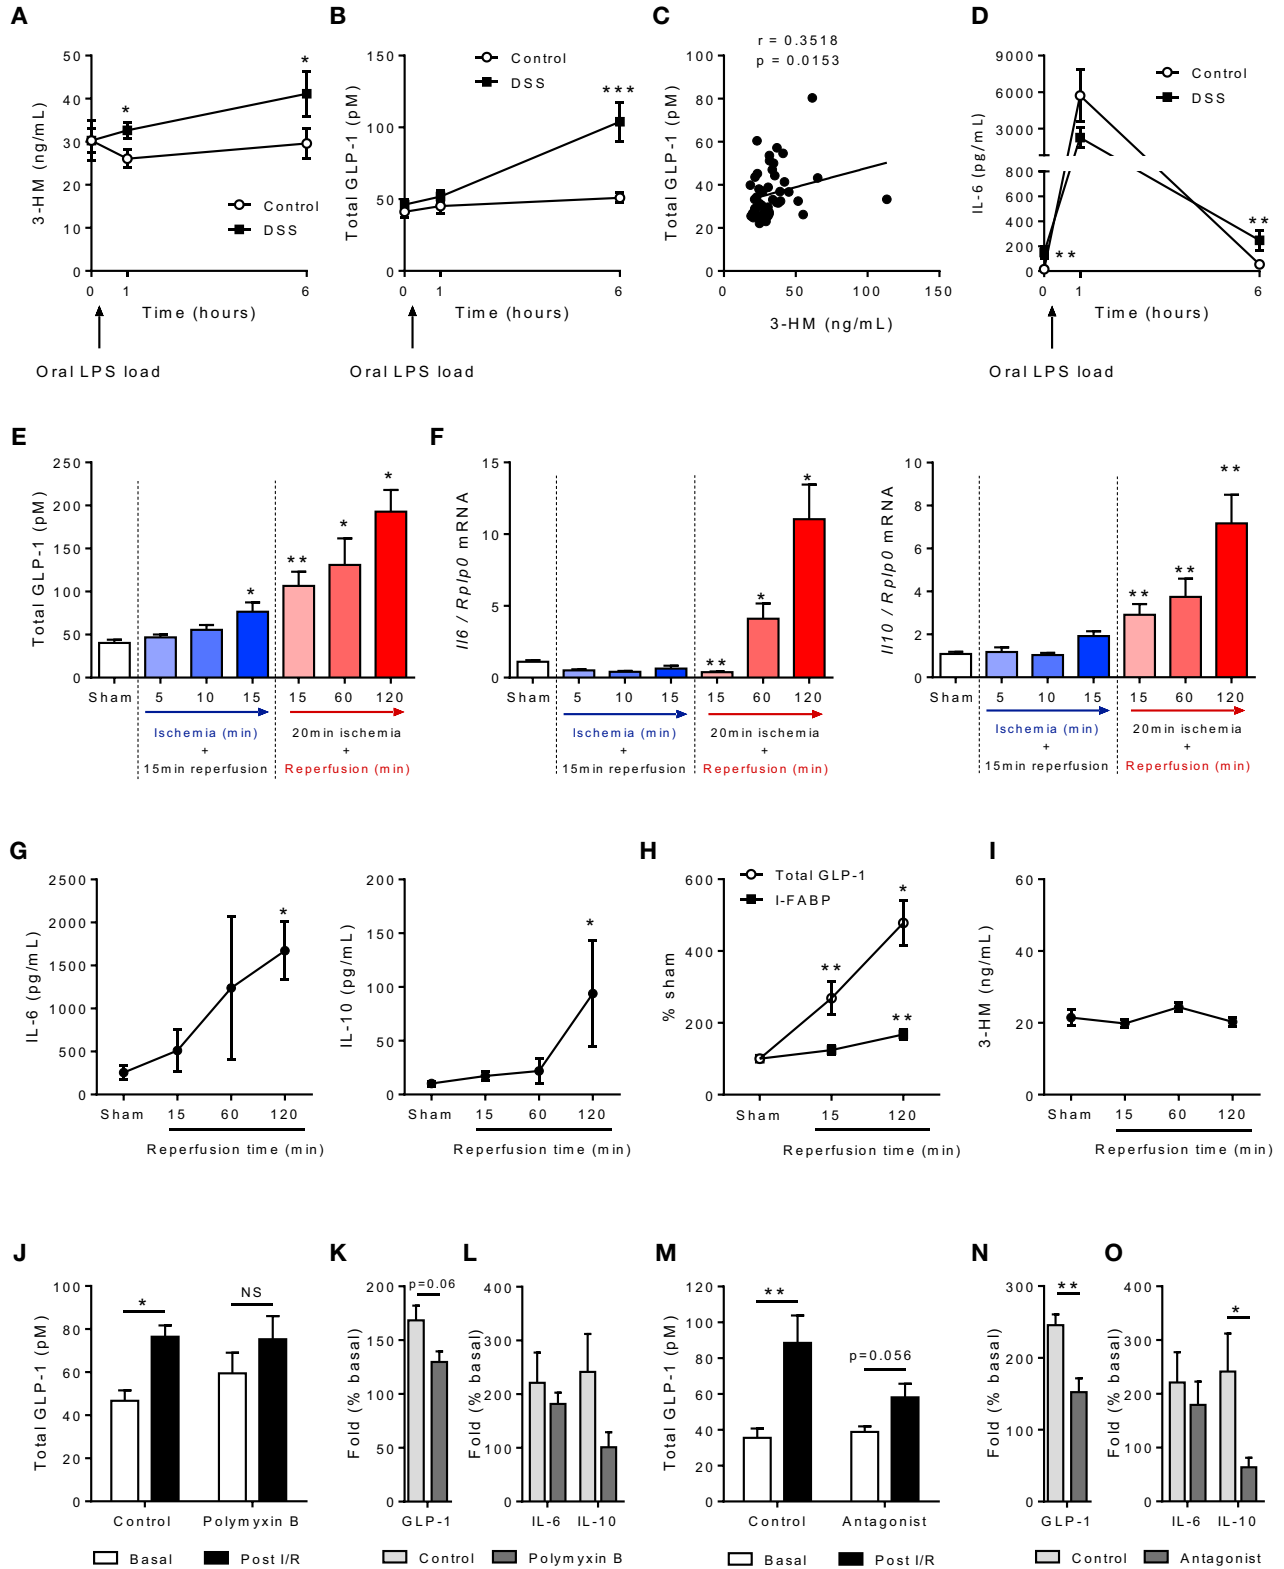 A
50
40
30
20
10
0
3-HM (ng/mL)
*
*
Control
DSS
0 1 6
Time (hours)
Oral LPS load
B
150
100
50
0
Total GLP-1 (pM)
Control
DSS
***
0 1 6
Time (hours)
Oral LPS load
C
r = 0.3518
p = 0.0153
100
80
60
40
20
0
Total GLP-1 (pM)
0 50 100 150
3-HM (ng/mL)
D
9000
6000
3000
800
600
400
200
0
IL-6 (pg/mL)
Control
DSS
**
**
0 1 6
Time (hours)
Oral LPS load
E
250
200
150
100
50
0
Total GLP-1 (pM)
*
**
*
*
Sham 5 10 15 15 60 120
Ischemia (min)
+
15min reperfusion
20min ischemia
+
Reperfusion (min)
F
15
10
5
0
Il6 / Rplp0 mRNA
**
*
*
Sham 5 10 15 15 60 120
Ischemia (min)
+
15min reperfusion
20min ischemia
+
Reperfusion (min)
10
8
6
4
2
0
Il10 / Rplp0 mRNA
**
**
**
Sham 5 10 15 15 60 120
Ischemia (min)
+
15min reperfusion
20min ischemia
+
Reperfusion (min)
G
2500
2000
1500
1000
500
0
IL-6 (pg/mL)
*
Sham 15 60 120
Reperfusion time (min)
200
150
100
50
0
IL-10 (pg/mL)
*
Sham 15 60 120
Reperfusion time (min)
H
Total GLP-1
I-FABP
600
400
200
0
% sham
**
*
**
Sham 15 120
Reperfusion time (min)
I
60
40
20
0
3-HM (ng/mL)
Sham 15 60 120
Reperfusion time (min)
J
100
80
60
40
20
0
Total GLP-1 (pM)
*
NS
Control Polymyxin B
Basal Post I/R
K
200
150
100
50
0
Fold (% basal)
p=0.06
GLP-1
L
400
300
200
100
0
Fold (% basal)
IL-6 IL-10
Control Polymyxin B
M
120
100
80
60
40
20
0
Total GLP-1 (pM)
**
p=0.056
Control Antagonist
Basal Post I/R
N
300
200
100
0
Fold (% basal)
**
GLP-1
O
400
300
200
100
0
Fold (% basal)
*
IL-6 IL-10
Control Antagonist